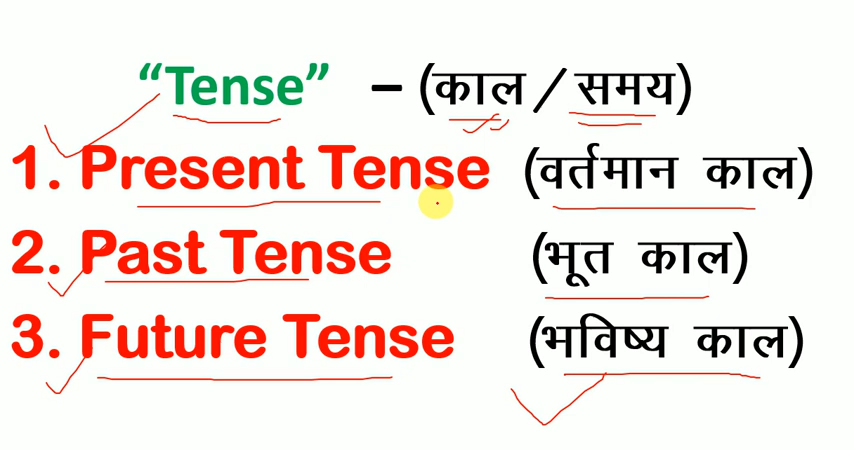 “Tense” – (काल / समय)
1. Present Tense (वर्तमान काल)
2. Past Tense (भूत काल)
3. Future Tense (भविष्य काल)